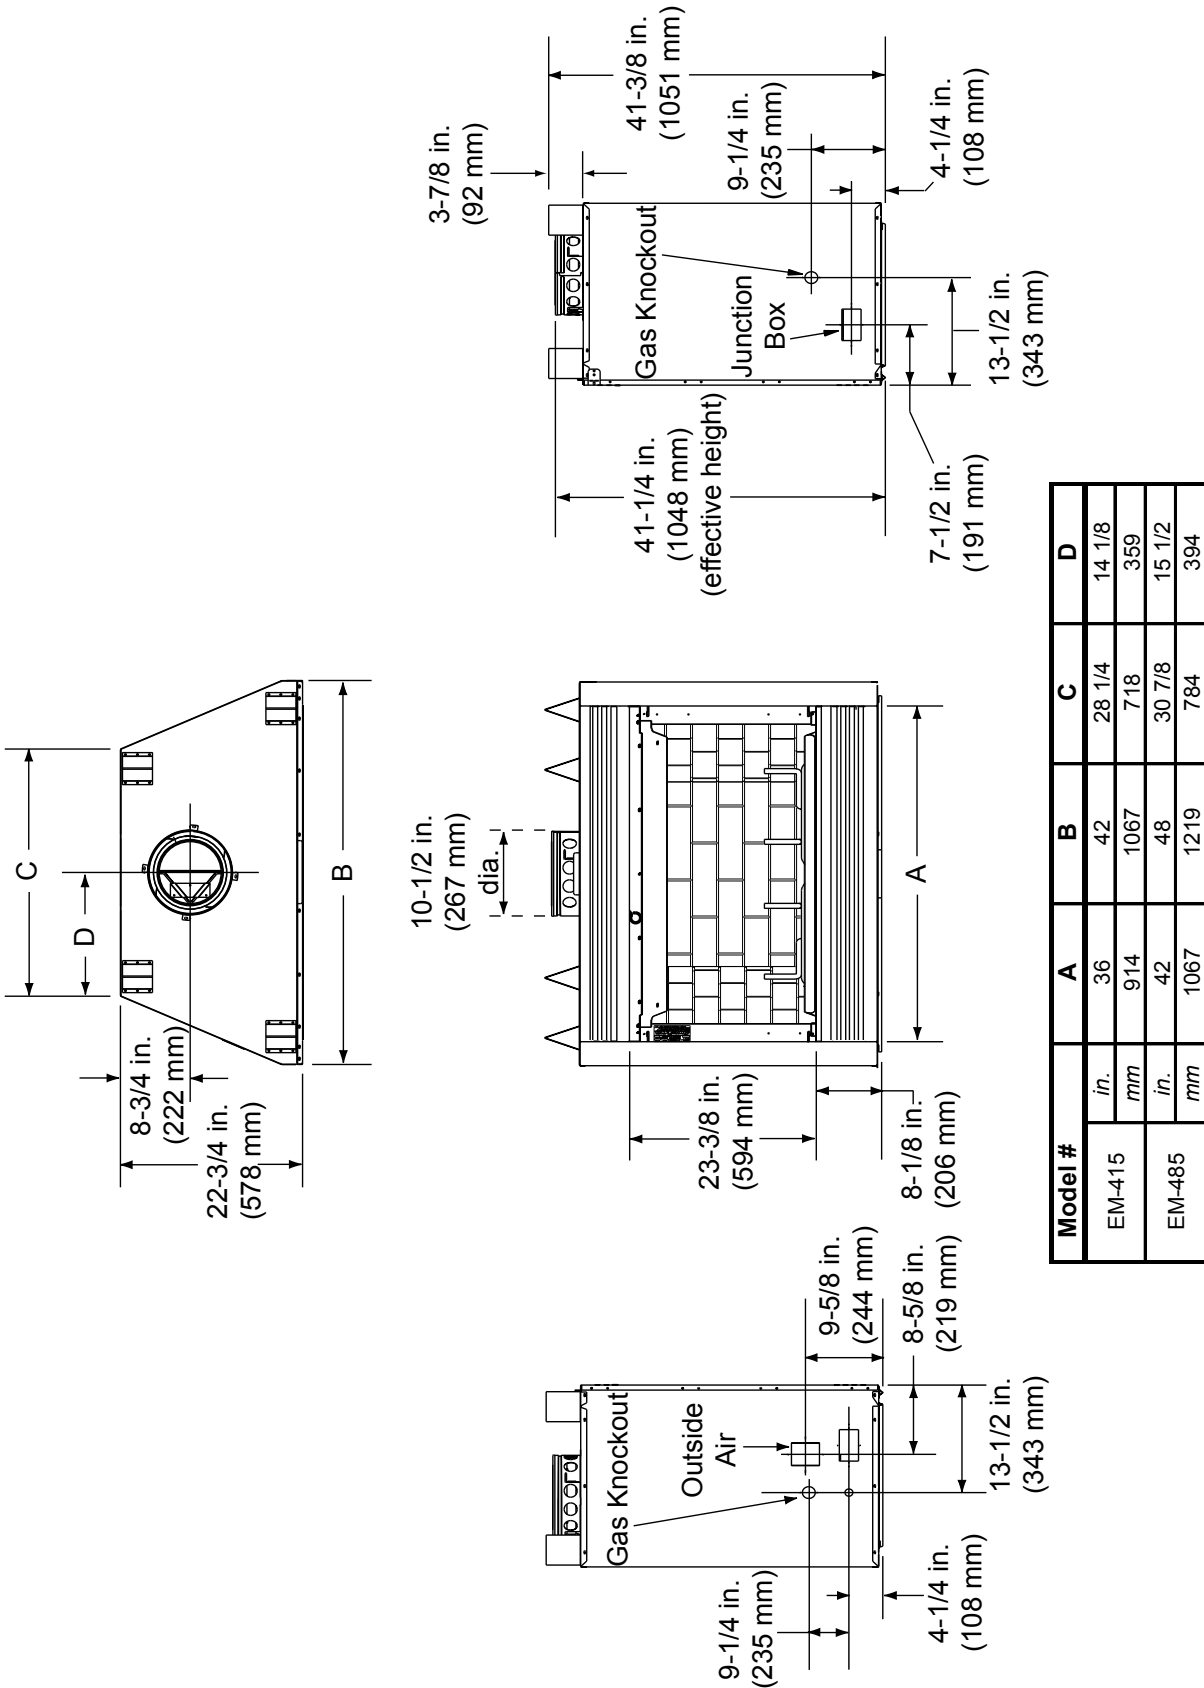 C
D
8-3/4 in.
(222 mm)
22-3/4 in.
(578 mm)
B
9-1/4 in.
(235 mm)
Gas Knockout
Outside
Air
9-5/8 in.
(244 mm)
8-5/8 in.
(219 mm)
4-1/4 in.
(108 mm)
13-1/2 in.
(343 mm)
10-1/2 in.
(267 mm)
dia.
23-3/8 in.
(594 mm)
8-1/8 in.
(206 mm)
A
3-7/8 in.
(92 mm)
41-3/8 in.
(1051 mm)
Gas Knockout
9-1/4 in.
(235 mm)
Junction
Box
41-1/4 in.
(1048 mm)
(effective height)
4-1/4 in.
(108 mm)
7-1/2 in.
(191 mm)
13-1/2 in.
(343 mm)
Model # A B C D
EM-415 in. 36 42 28 1/4 14 1/8
mm 914 1067 718 359
EM-485 in. 42 48 30 7/8 15 1/2
mm 1067 1219 784 394